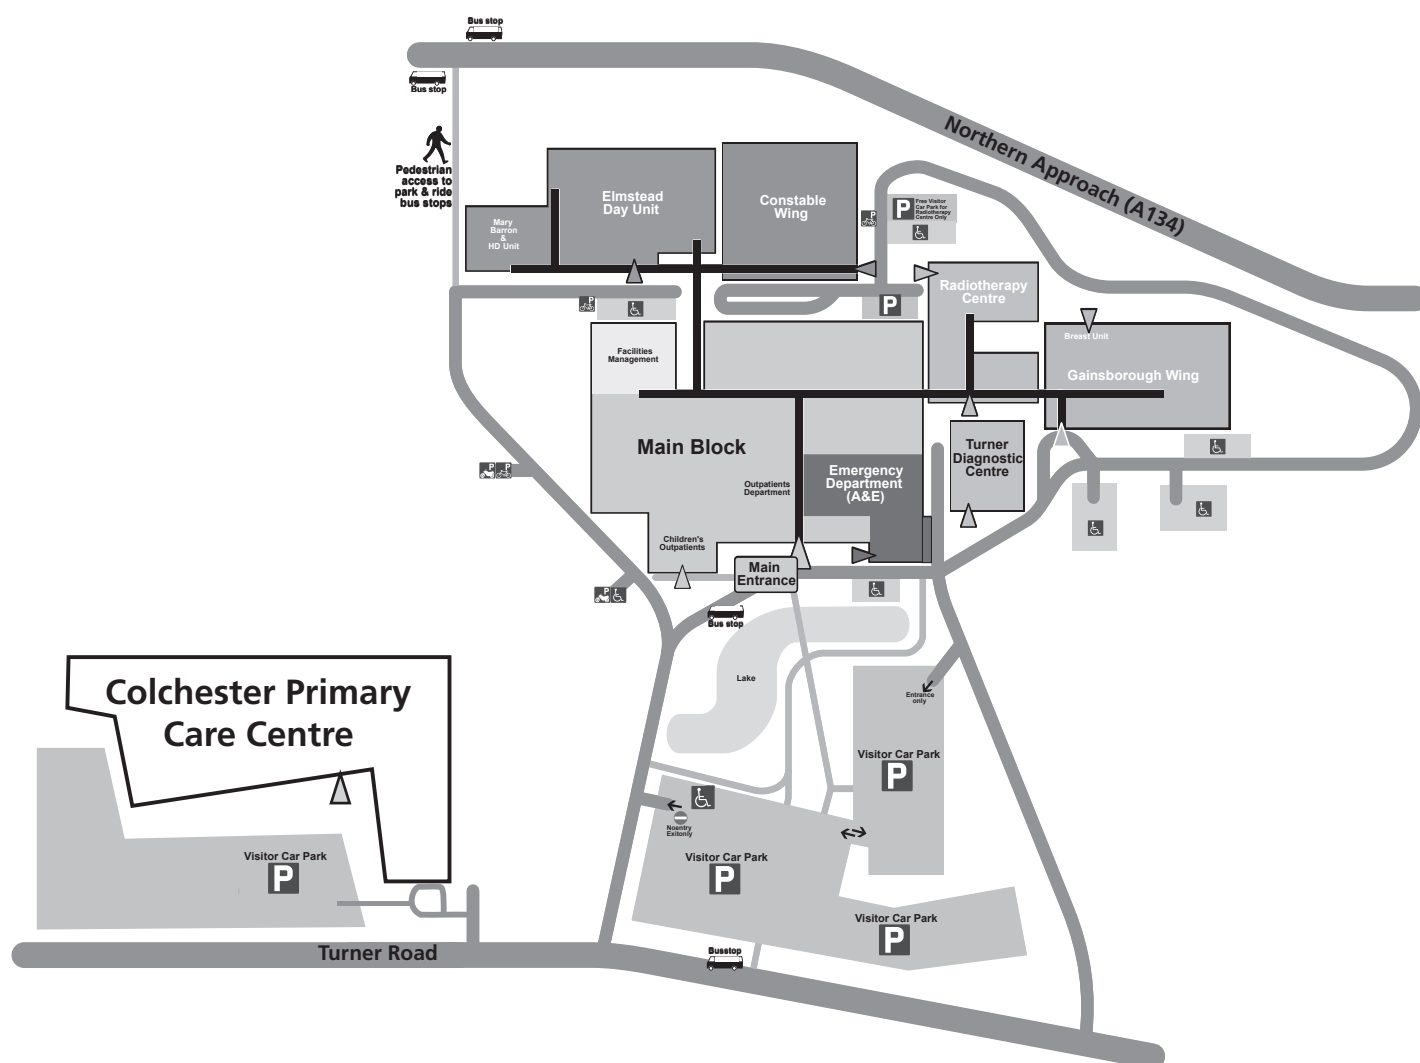 Bus stop
Bus stop
Northern Approach (A134)
Pedestrian
access to
park & ride
bus stops
Elmstead
Day Unit
Constable
Wing
Mary
Barron
&
HD Unit
P
P
Free Visitor
Car Park for
Radiotherapy
Centre Only
Radiotherapy
Centre
P
P
Breast Unit
Facilities
Management
Gainsborough Wing
Main Block
Turner
Diagnostic
Centre
Emergency
Department
(A&E)
Outpatients
Department
P
P
Children's
Outpatients
Main
Entrance
P
Bus stop
Lake
Entrance
only
Colchester Primary
Care Centre
Visitor Car Park
P
Noentry
Exitonly
Visitor Car Park
P
Visitor Car Park
P
Visitor Car Park
P
Turner Road
Busstop